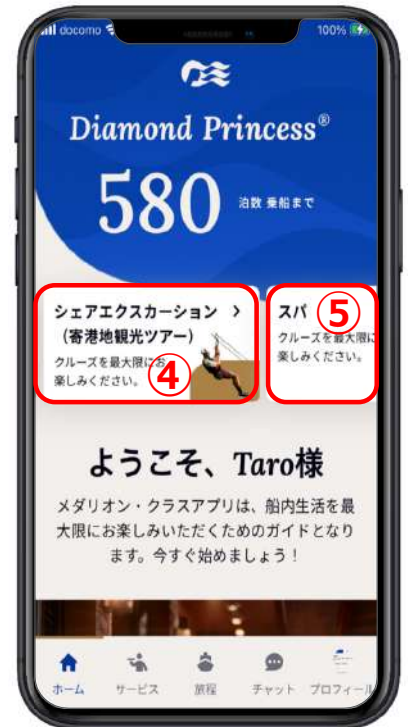 docomo
100%
Diamond Princess®
580 泊数 乗船まで
シェアエクスカーション >
（寄港地観光ツアー）
クルーズを最大限にお
楽しみください。
④
スパ
⑤
クルーズを最大限に
楽しみください。
ようこそ、Taro様
メダリオン・クラスアプリは、船内生活を最
大限にお楽しみいただくためのガイドとなり
ます。今すぐ始めましょう！
ホーム サービス 旅程 チャット プロフィール